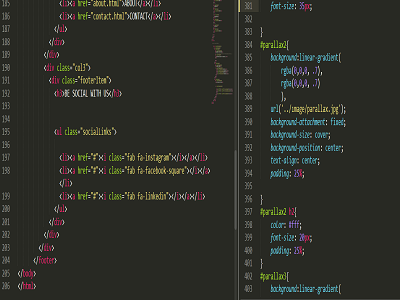 185 <li><a href="about.html">ABOUT</a></li>
186 <li><a href="contact.html">CONTACT</a></li>
187 </ul>
188 </div>
189 </div>
190 <div class="col3">
191 <div class="footerItem">
192 <h3>BE SOCIAL WITH US</h3>
193
194
195 <ul class="sociallinks">
196
197 <li><a href="#"><i class="fab fa-instagram"></i></a></li>
198 <li><a href="#"><i class="fab fa-facebook-square"></i></a>
</li>
199 <li><a href="#"><i class="fab fa-linkedin"></i></a></li>
200 </ul>
201 </div>
202 </div>
203 </div>
204 </footer>
205 </body>
206 </html>
381 font-size: 35px;
382
383 }
384 #parallax2{
385 background:linear-gradient(
386 rgba(0,0,0, .7),
387 rgba(0,0,0, .7)
388 ),
389 url('../image/parallax.jpg');
390 background-attachment: fixed;
391 background-size: cover;
392 background-position: center;
393 text-align: center;
394 padding: 25%;
395
396 }
397 #parallax2 h2{
398 color: #fff;
399 font-size: 20px;
400 padding: 25%;
401 }
402 #parallax3{
403 background:linear-gradient(